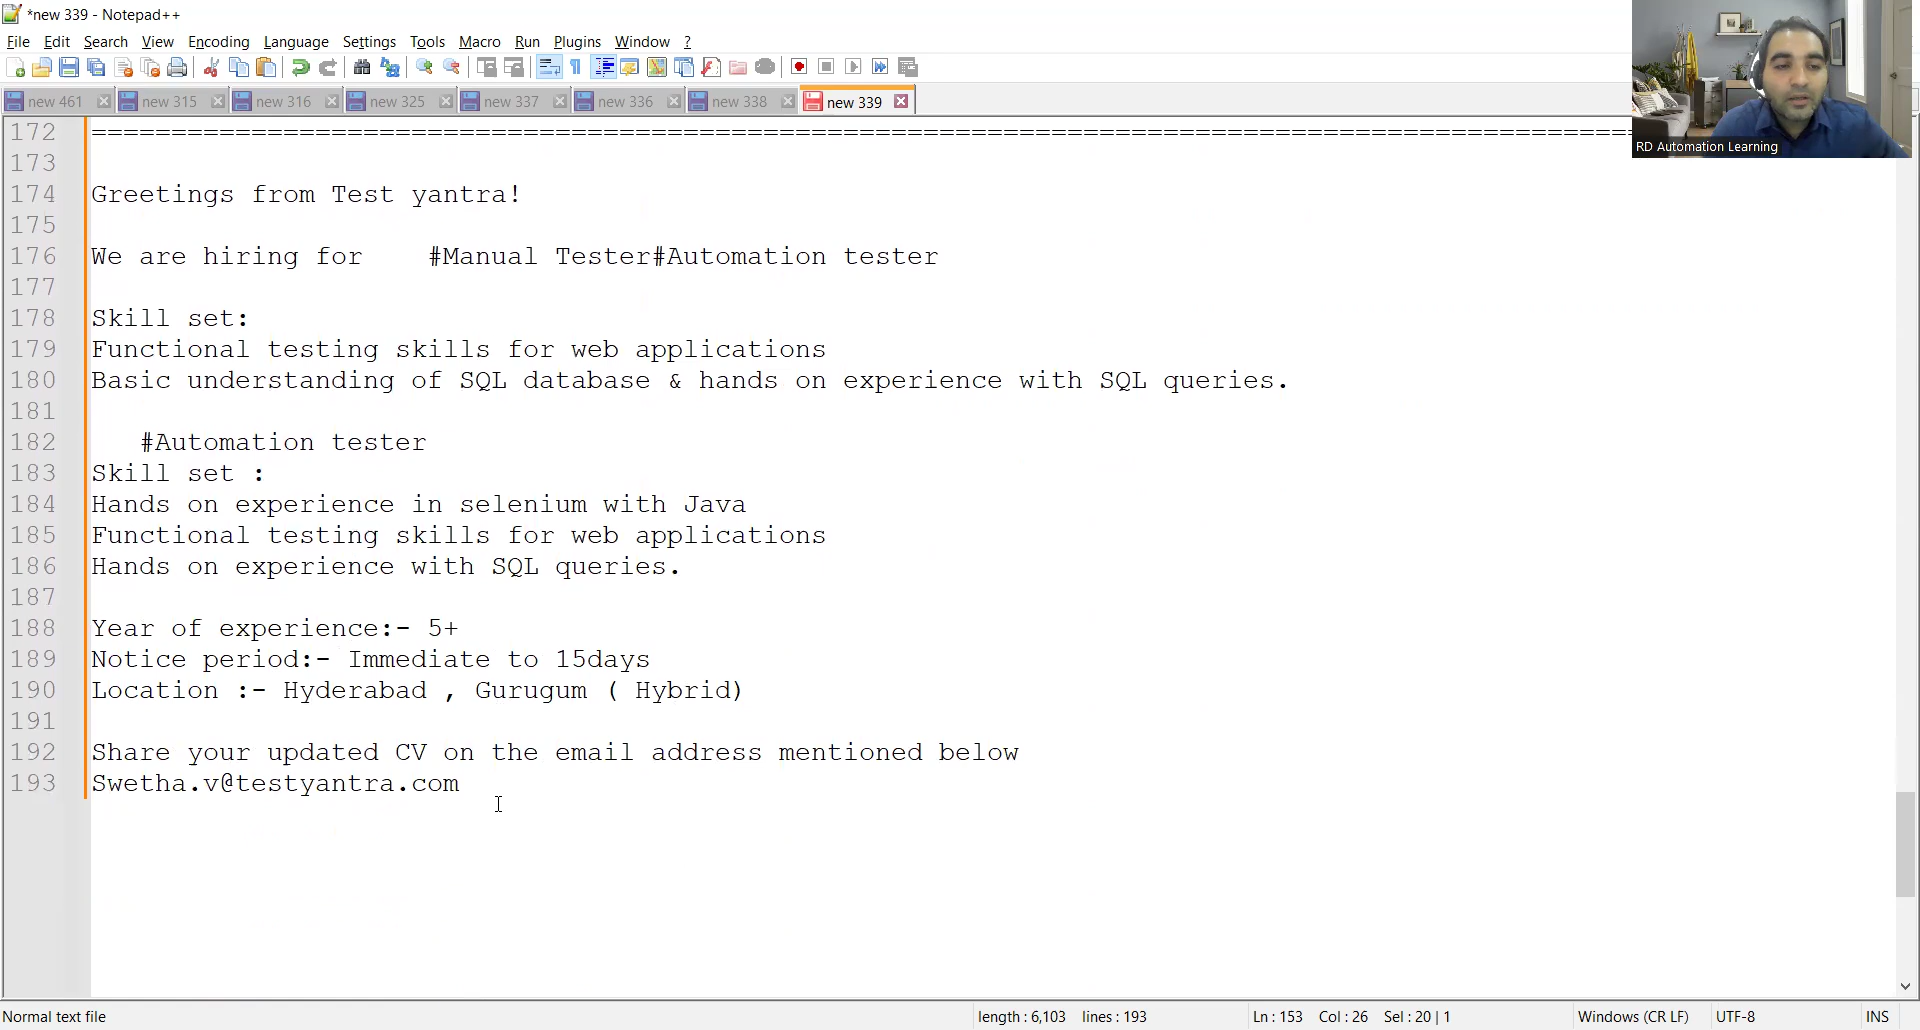 *new 339 - Notepad++
File Edit Search View Encoding Language Settings Tools Macro Run Plugins Window ?
new 461 new 315 new 316 new 325 new 337 new 336 new 338 new 339
RD Automation Learning
172 =================================================================================================
173
174 Greetings from Test yantra!
175
176 We are hiring for    #Manual Tester#Automation tester
177
178 Skill set:
179 Functional testing skills for web applications
180 Basic understanding of SQL database & hands on experience with SQL queries.
181
182    #Automation tester
183 Skill set :
184 Hands on experience in selenium with Java
185 Functional testing skills for web applications
186 Hands on experience with SQL queries.
187
188 Year of experience:- 5+
189 Notice period:- Immediate to 15days
190 Location :- Hyderabad , Gurugum ( Hybrid)
191
192 Share your updated CV on the email address mentioned below
193 Swetha.v@testyantra.com
Normal text file length : 6,103 lines : 193 Ln : 153 Col : 26 Sel : 20 | 1 Windows (CR LF) UTF-8 INS